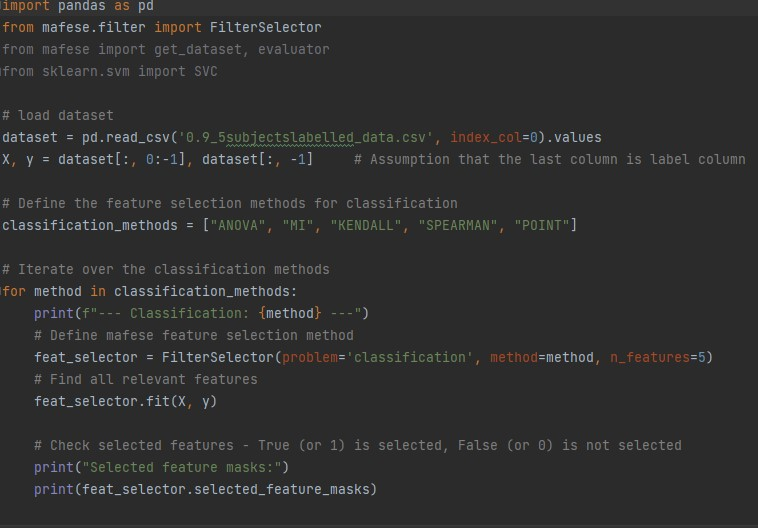 import pandas as pd
from mafese.filter import FilterSelector
from mafese import get_dataset, evaluator
from sklearn.svm import SVC
# load dataset
dataset = pd.read_csv('0.9_5subjectslabelled_data.csv', index_col=0).values
X, y = dataset[:, 0:-1], dataset[:, -1]     # Assumption that the last column is label column
# Define the feature selection methods for classification
classification_methods = ["ANOVA", "MI", "KENDALL", "SPEARMAN", "POINT"]
# Iterate over the classification methods
for method in classification_methods:
    print(f"--- Classification: {method} ---")
    # Define mafese feature selection method
    feat_selector = FilterSelector(problem='classification', method=method, n_features=5)
    # Find all relevant features
    feat_selector.fit(X, y)
    # Check selected features - True (or 1) is selected, False (or 0) is not selected
    print("Selected feature masks:")
    print(feat_selector.selected_feature_masks)